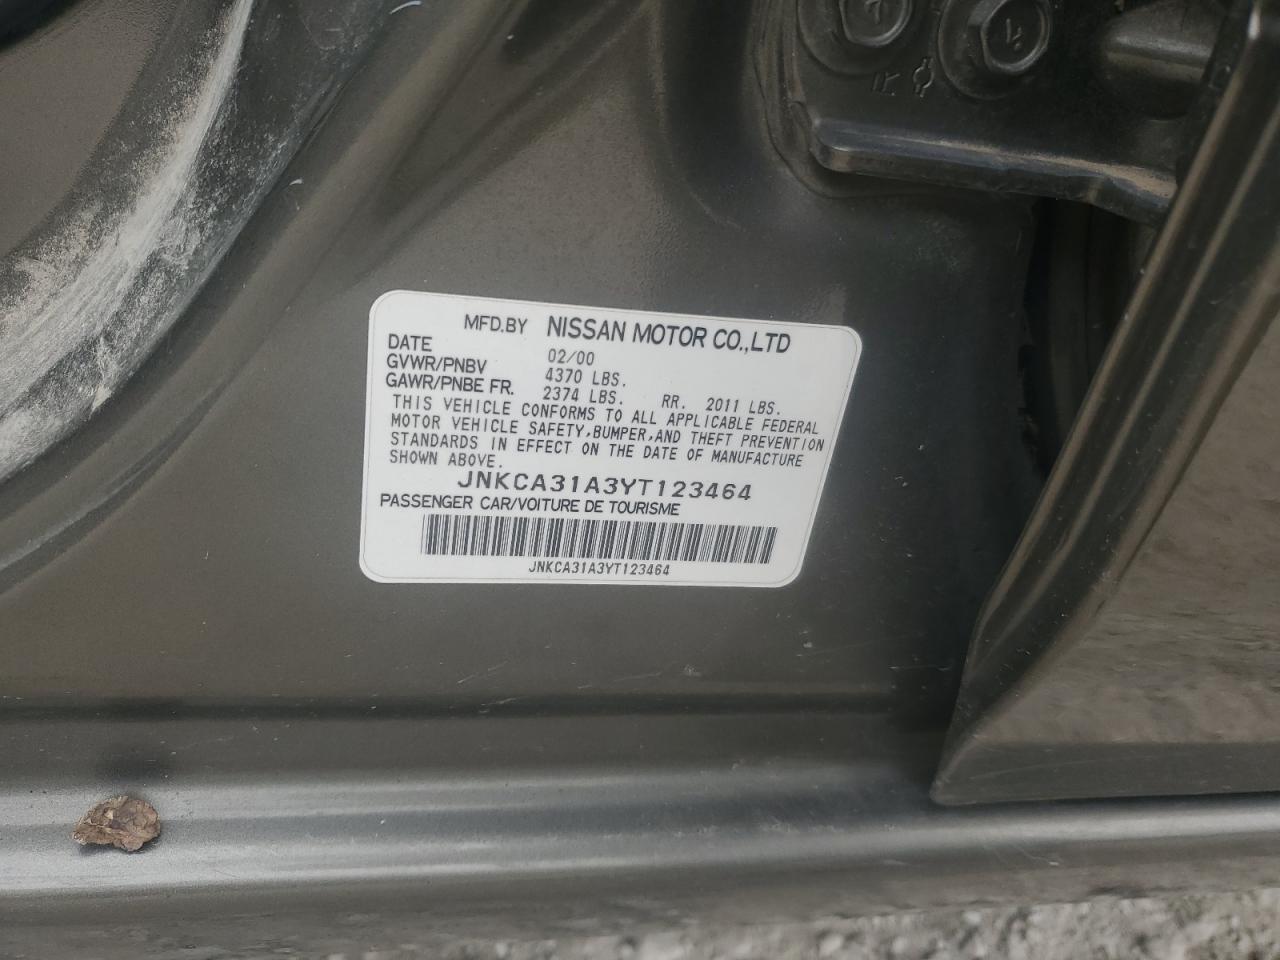 MFD.BY NISSAN MOTOR CO.,LTD
DATE 02/00
GVWR/PNBV 4370 LBS.
GAWR/PNBE FR. 2374 LBS. RR. 2011 LBS.
THIS VEHICLE CONFORMS TO ALL APPLICABLE FEDERAL
MOTOR VEHICLE SAFETY,BUMPER,AND THEFT PREVENTION
STANDARDS IN EFFECT ON THE DATE OF MANUFACTURE
SHOWN ABOVE.
JNKCA31A3YT123464
PASSENGER CAR/VOITURE DE TOURISME
JNKCA31A3YT123464